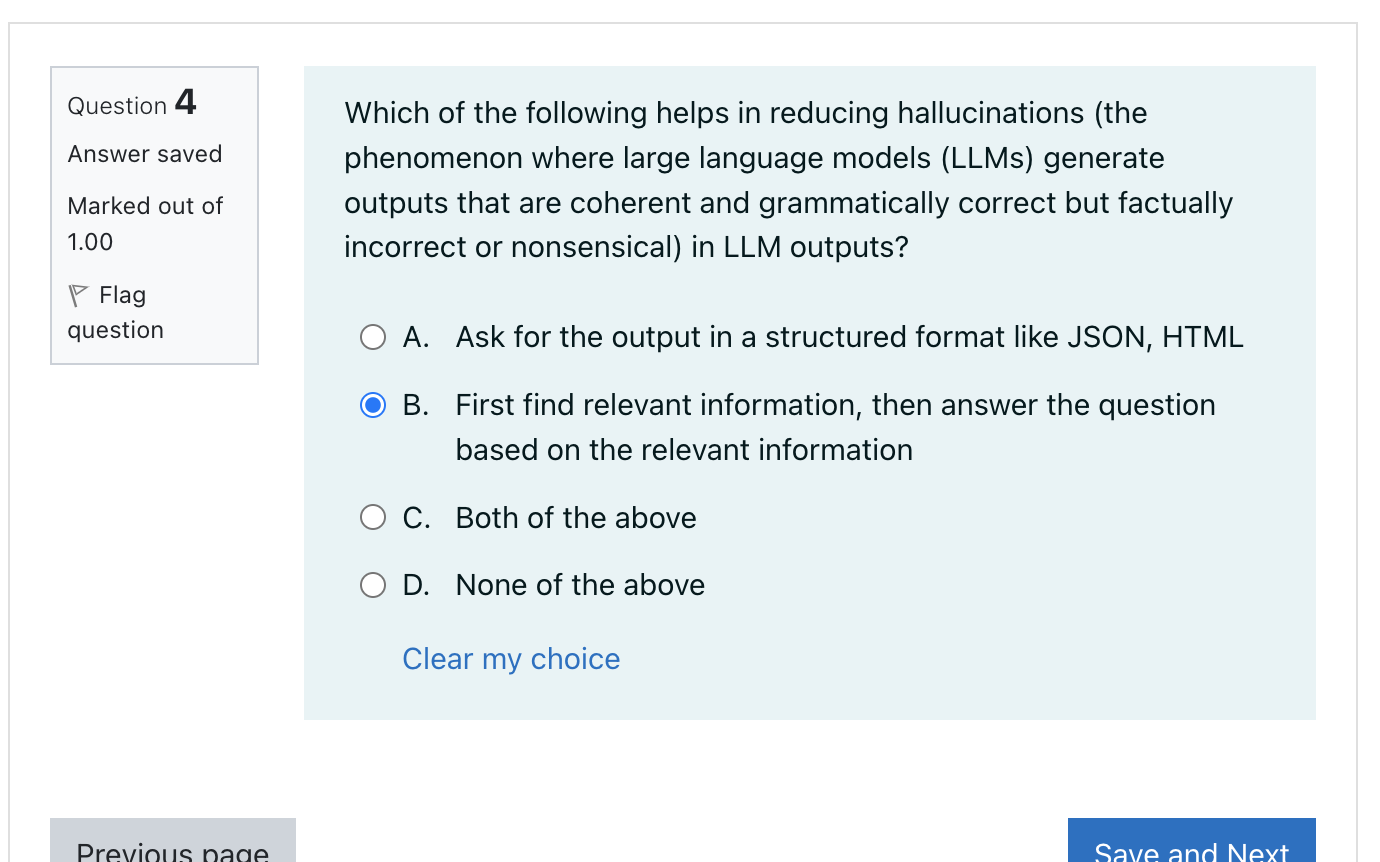 Question 4
Answer saved
Marked out of
1.00
Flag
question
Which of the following helps in reducing hallucinations (the
phenomenon where large language models (LLMs) generate
outputs that are coherent and grammatically correct but factually
incorrect or nonsensical) in LLM outputs?
A. Ask for the output in a structured format like JSON, HTML
B. First find relevant information, then answer the question
based on the relevant information
C. Both of the above
D. None of the above
Clear my choice
Previous page
Save and Next